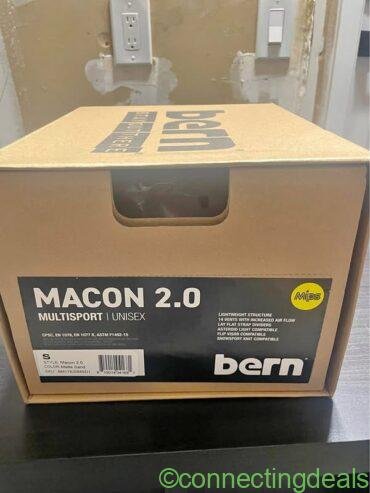 bern
MACON 2.0
MULTISPORT | UNISEX
MIPS
CPSC, EN 1078, EN 1077 B, ASTM F1492-15
LIGHTWEIGHT STRUCTURE
14 VENTS WITH INCREASED AIR FLOW
LAY FLAT STRAP DIVIDERS
ASTEROID LIGHT COMPATIBLE
FLIP VISOR COMPATIBLE
SNOWSPORT KNIT COMPATIBLE
S
STYLE: Macon 2.0
COLOR: Matte Sand
bern
©connectingdeals